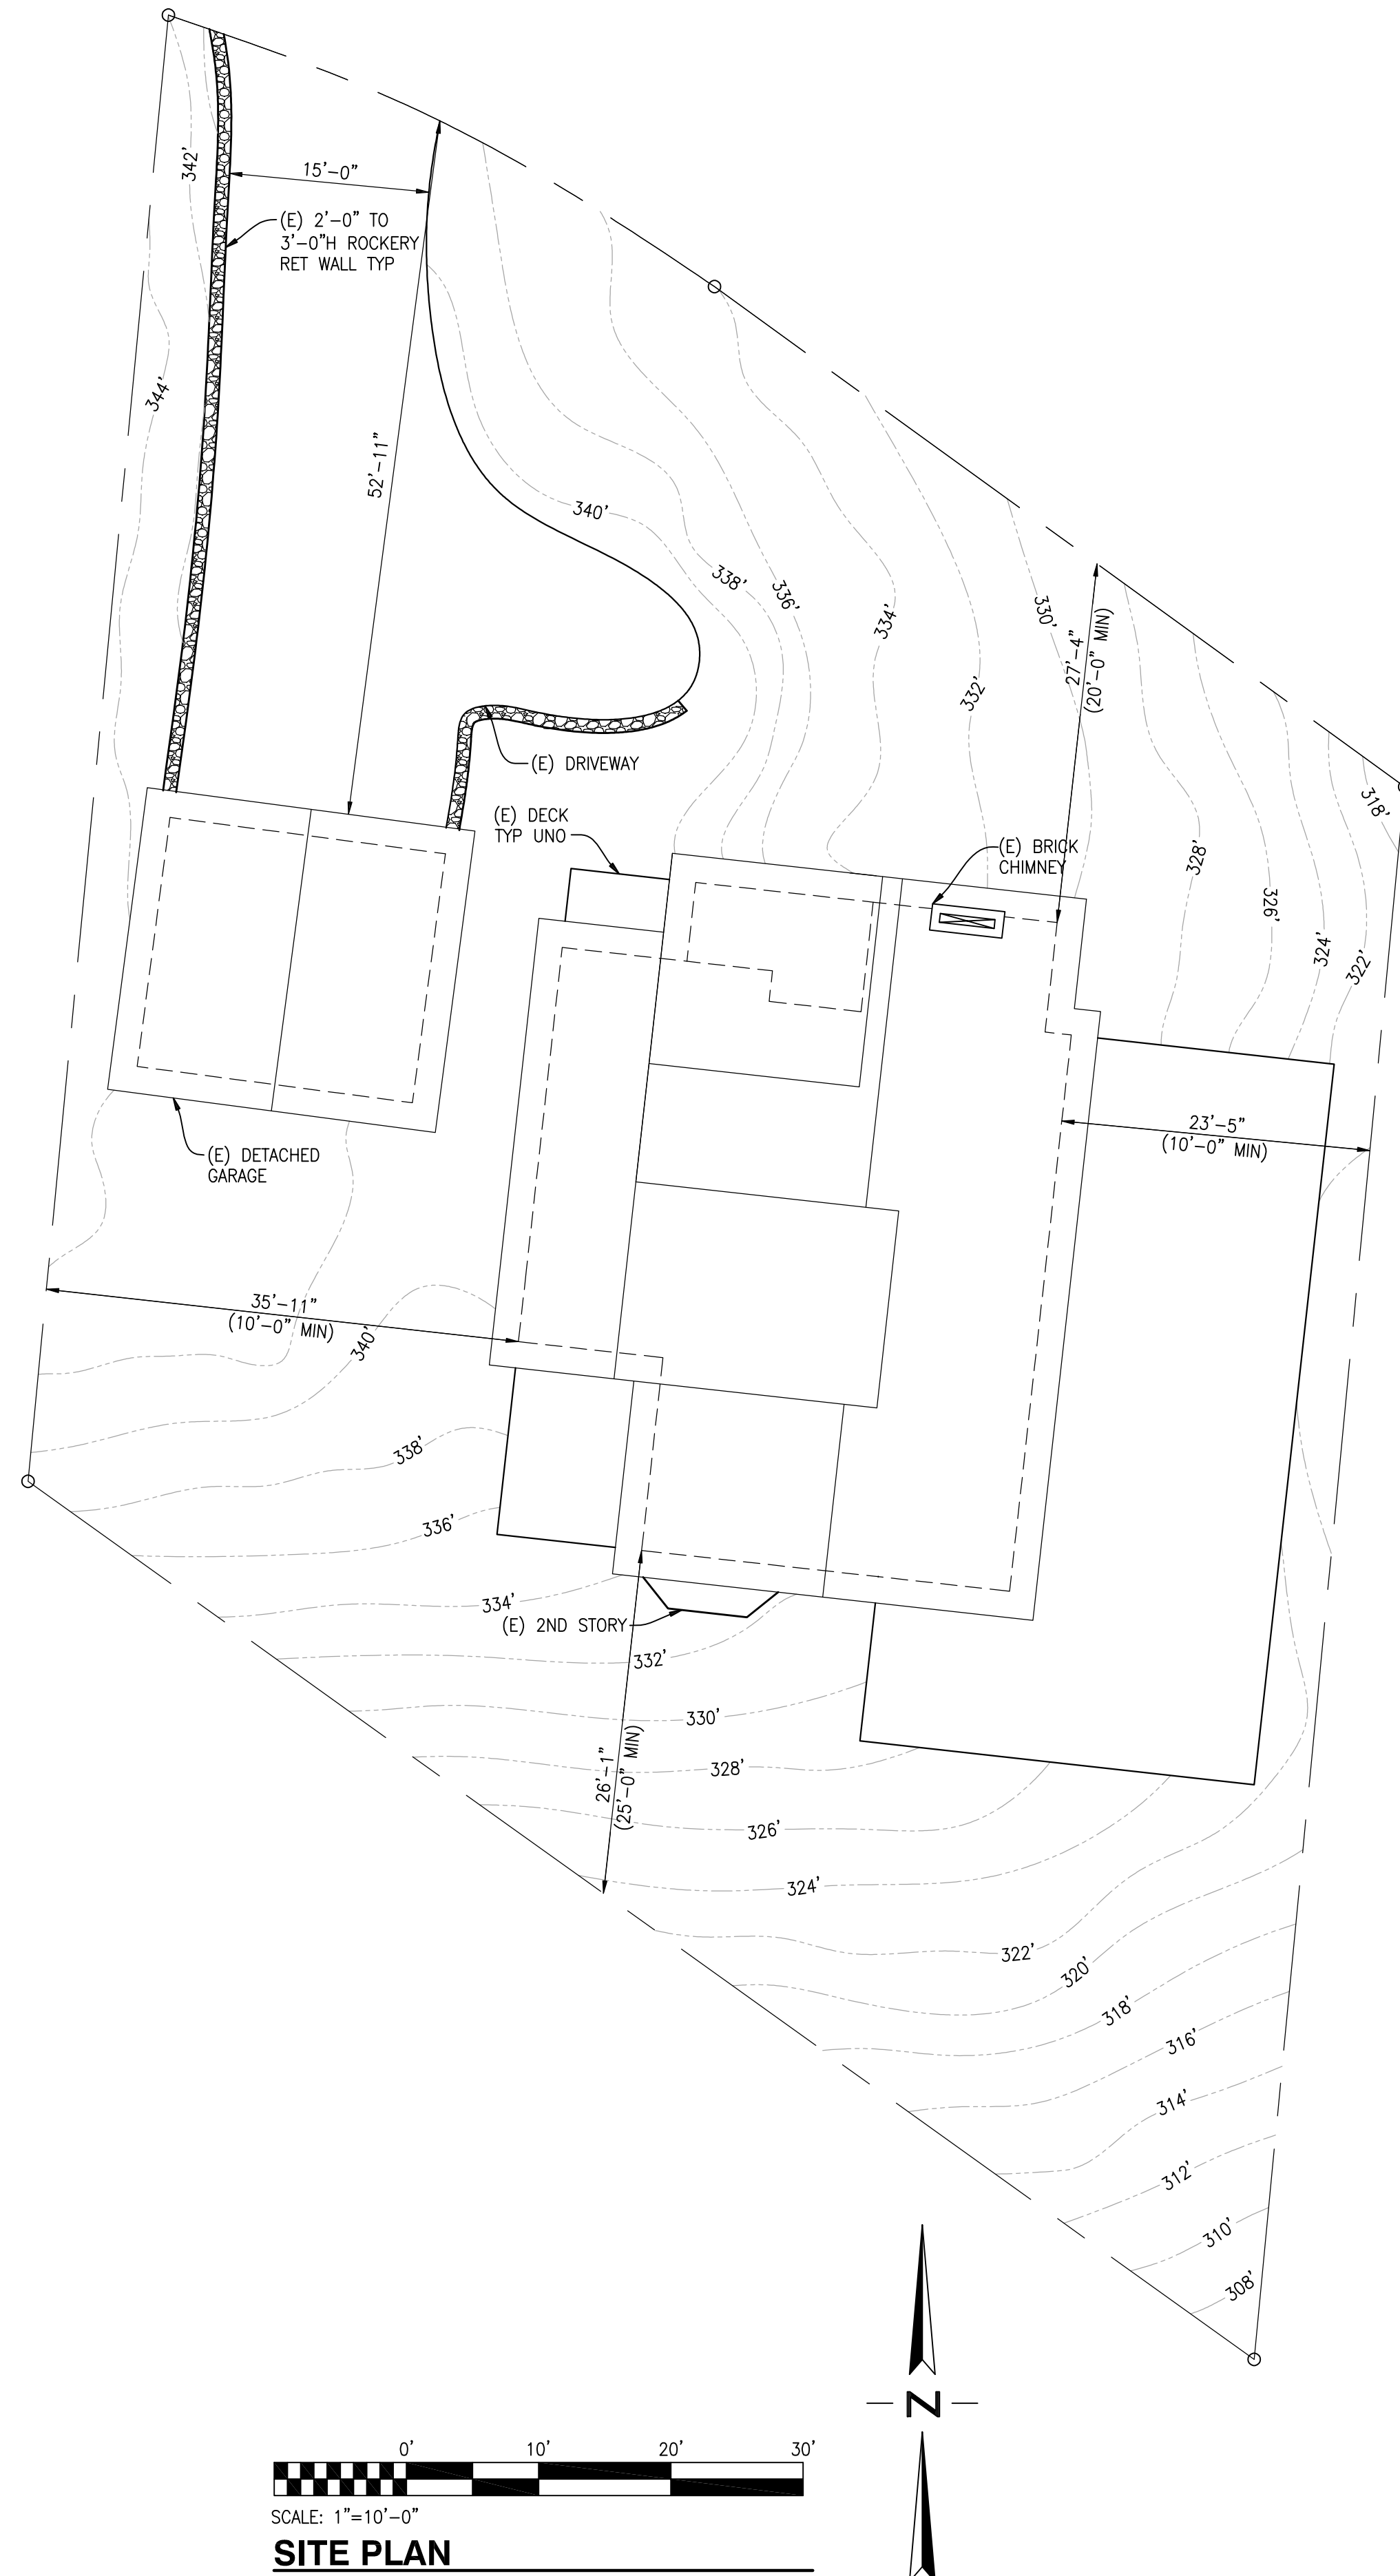 342'
15'-0"
(E) 2'-0" TO
3'-0"H ROCKERY
RET WALL TYP
344'
52'-11"
340'
338'
336'
334'
332'
330'
27'-4"
(20'-0" MIN)
318'
(E) DRIVEWAY
(E) DECK
TYP UNO
(E) BRICK
CHIMNEY
328'
326'
324'
322'
23'-5"
(10'-0" MIN)
(E) DETACHED
GARAGE
35'-11"
(10'-0" MIN)
340'
338'
336'
334'
(E) 2ND STORY
332'
330'
26'-1"
(25'-0" MIN)
328'
326'
324'
322'
320'
318'
316'
314'
312'
310'
308'
N
0' 10' 20' 30'
SCALE: 1"=10'-0"
SITE PLAN